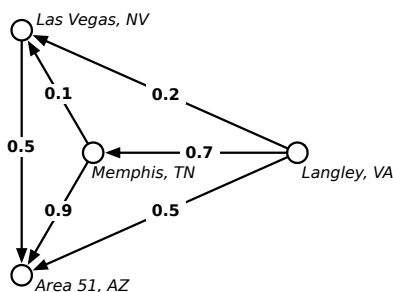 Las Vegas, NV
0.1
0.2
0.5
0.7
Memphis, TN
Langley, VA
0.9
0.5
Area 51, AZ